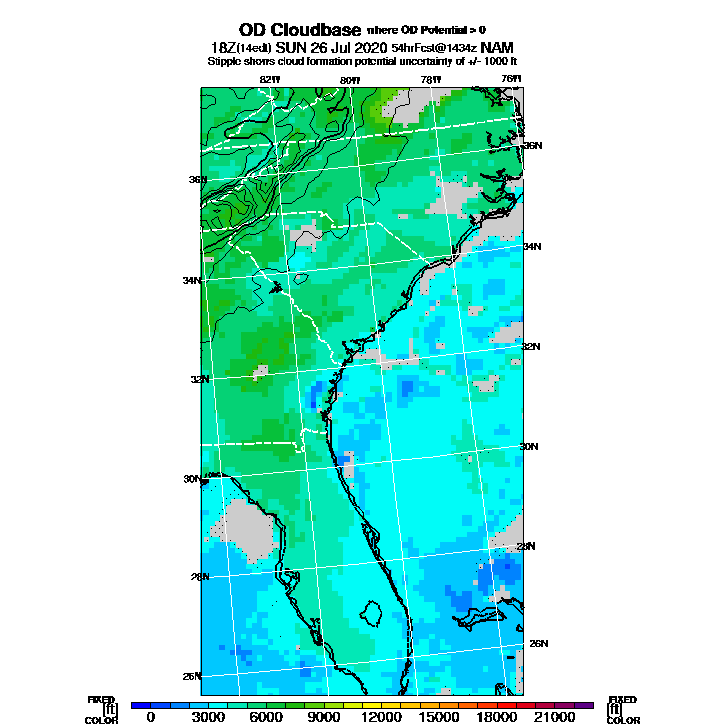 OD Cloudbase where OD Potential > 0
18Z(14edt) SUN 26 Jul 2020 54hrFcst@1434z NAM
Stipple shows cloud formation potential uncertainty of +/- 1000 ft
82W 80W 78W 76W
36N 36N
34N 34N
32N 32N
30N 30N
28N 28N
26N 26N
FIXED FIXED
[ft] [ft]
COLOR COLOR
0 3000 6000 9000 12000 15000 18000 21000